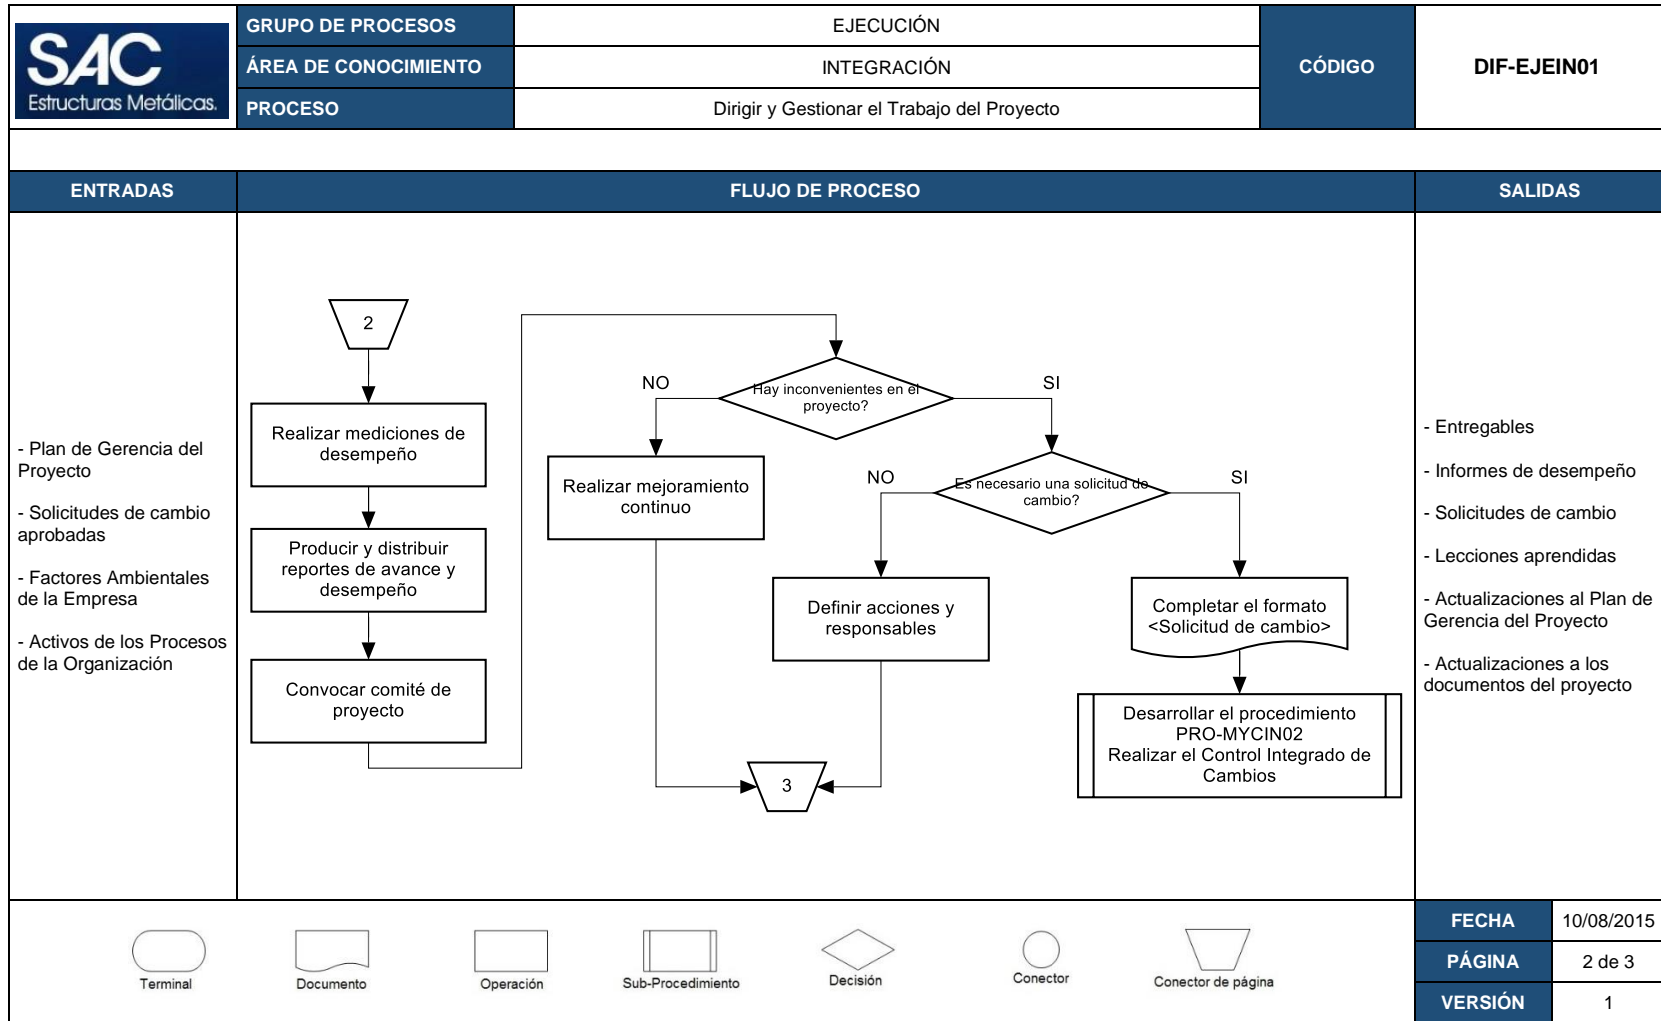 SAC
Estructuras Metálicas.
GRUPO DE PROCESOS
EJECUCIÓN
ÁREA DE CONOCIMIENTO
INTEGRACIÓN
PROCESO
Dirigir y Gestionar el Trabajo del Proyecto
CÓDIGO
DIF-EJEIN01
ENTRADAS
FLUJO DE PROCESO
SALIDAS
- Plan de Gerencia del
Proyecto
- Solicitudes de cambio
aprobadas
- Factores Ambientales
de la Empresa
- Activos de los Procesos
de la Organización
2
Realizar mediciones de
desempeño
Producir y distribuir
reportes de avance y
desempeño
Convocar comité de
proyecto
Hay inconvenientes en el
proyecto?
NO
SI
Realizar mejoramiento
continuo
Es necesario una solicitud de
cambio?
NO
SI
Definir acciones y
responsables
Completar el formato
<Solicitud de cambio>
Desarrollar el procedimiento
PRO-MYCIN02
Realizar el Control Integrado de
Cambios
3
- Entregables
- Informes de desempeño
- Solicitudes de cambio
- Lecciones aprendidas
- Actualizaciones al Plan de
Gerencia del Proyecto
- Actualizaciones a los
documentos del proyecto
Terminal
Documento
Operación
Sub-Procedimiento
Decisión
Conector
Conector de página
FECHA
10/08/2015
PÁGINA
2 de 3
VERSIÓN
1